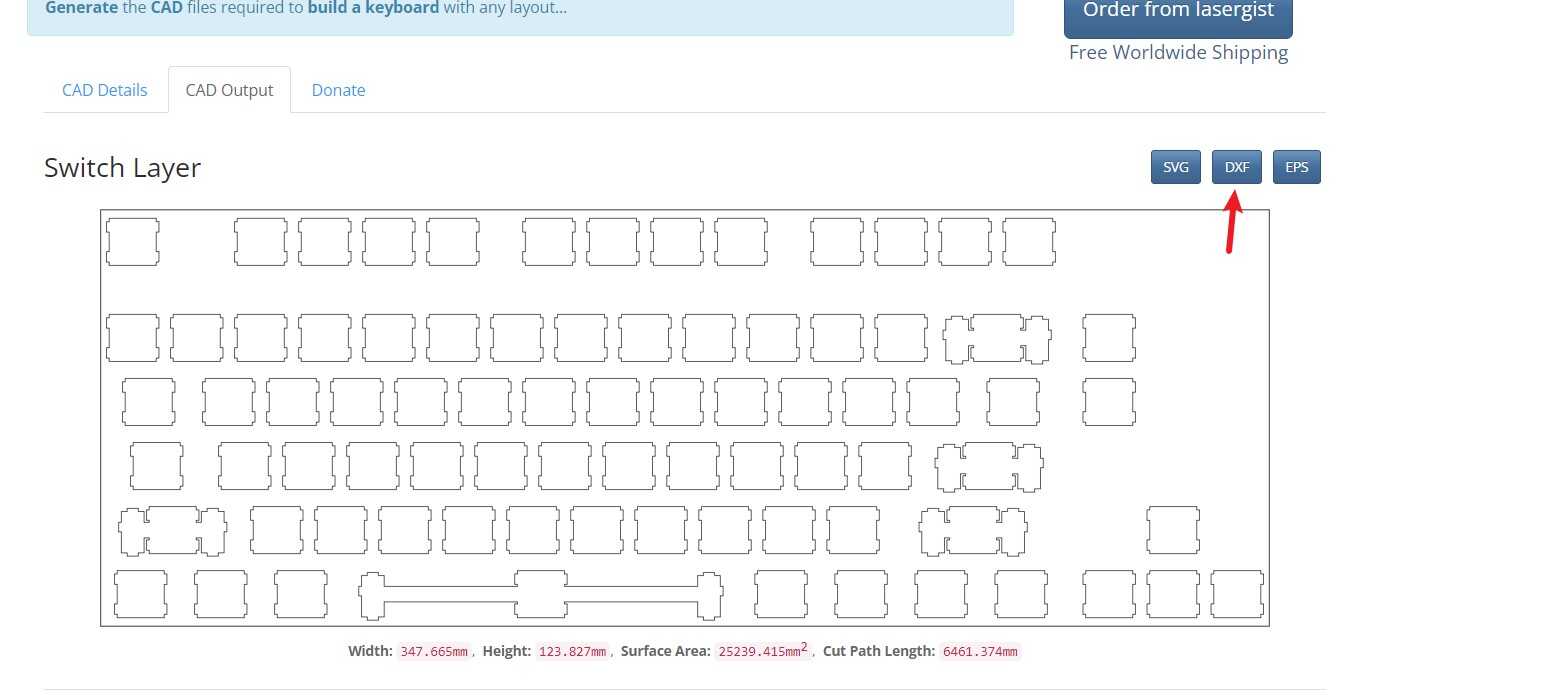 Generate the CAD files required to build a keyboard with any layout...
Order from lasergist
Free Worldwide Shipping
CAD Details CAD Output Donate
Switch Layer
SVG DXF EPS
Width: 347.665mm, Height: 123.827mm, Surface Area: 25239.415mm², Cut Path Length: 6461.374mm